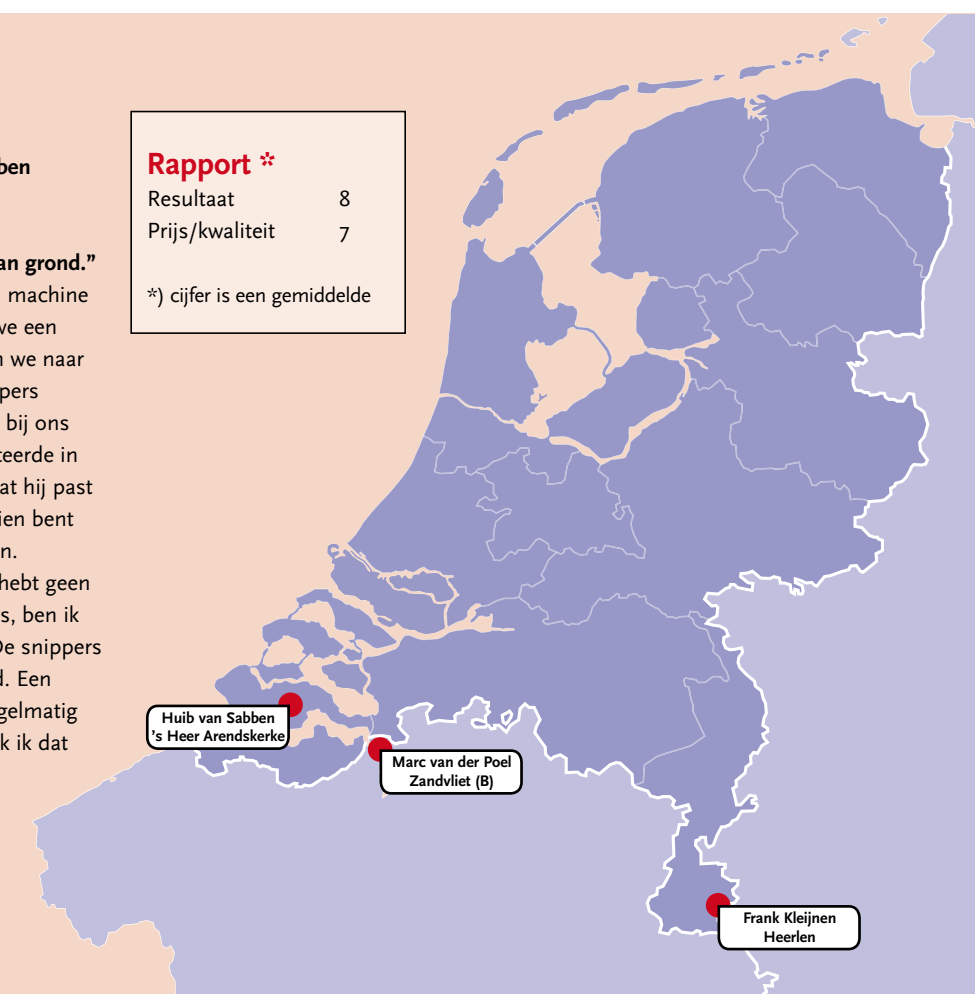 ben
an grond.”
machine
we een
n we naar
pers
bij ons
teerde in
at hij past
ien bent
n.
hebt geen
s, ben ik
De snippers
d. Een
gelmatig
k ik dat
Rapport *
Resultaat 8
Prijs/kwaliteit 7
*) cijfer is een gemiddelde
Huib van Sabben
’s Heer Arendskerke
Marc van der Poel
Zandvliet (B)
Frank Kleijnen
Heerlen